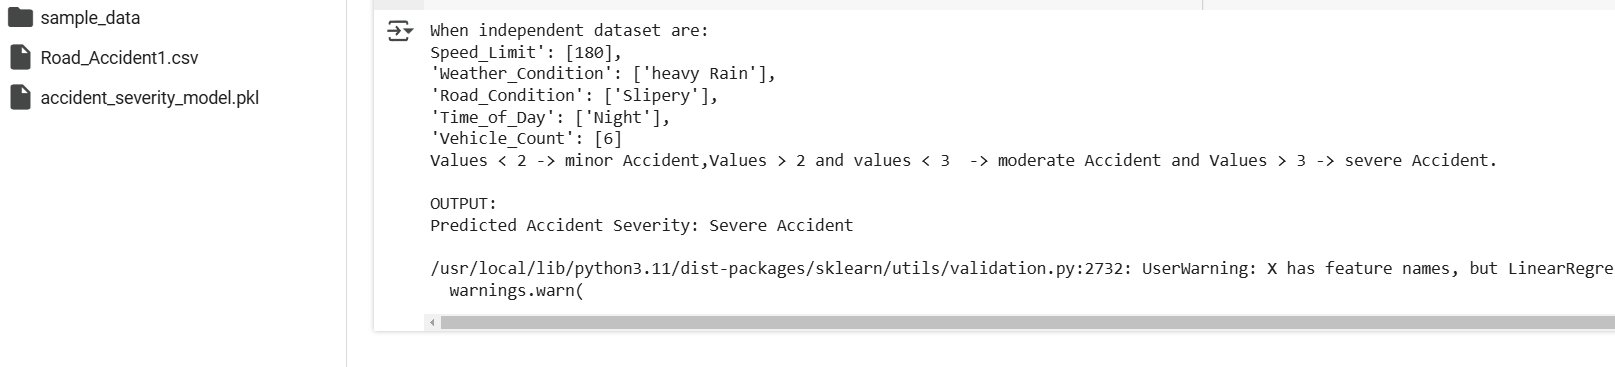 sample_data
Road_Accident1.csv
accident_severity_model.pkl
When independent dataset are:
Speed_Limit': [180],
'Weather_Condition': ['heavy Rain'],
'Road_Condition': ['Slipery'],
'Time_of_Day': ['Night'],
'Vehicle_Count': [6]
Values < 2 -> minor Accident,Values > 2 and values < 3  -> moderate Accident and Values > 3 -> severe Accident.
OUTPUT:
Predicted Accident Severity: Severe Accident
/usr/local/lib/python3.11/dist-packages/sklearn/utils/validation.py:2732: UserWarning: X has feature names, but LinearRegre
warnings.warn(